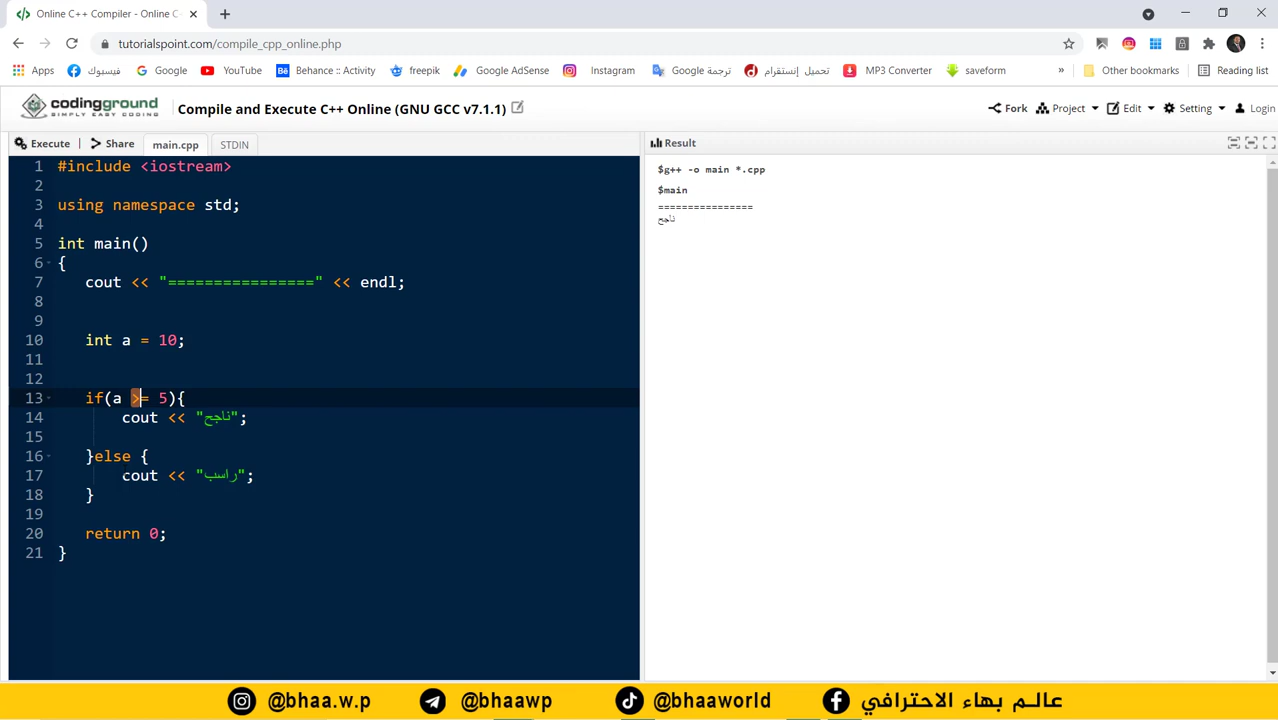 Online C++ Compiler - Online C
tutorialspoint.com/compile_cpp_online.php
Apps فيسبوك Google YouTube Behance :: Activity freepik Google AdSense Instagram ترجمة Google تحميل إنستقرام MP3 Converter saveform » Other bookmarks Reading list
codingground
SIMPLY EASY CODING
Compile and Execute C++ Online (GNU GCC v7.1.1)
Fork Project Edit Setting Login
Execute Share main.cpp STDIN
1 #include <iostream>
2
3 using namespace std;
4
5 int main()
6 {
7 cout << "================" << endl;
8
9
10 int a = 10;
11
12
13 if(a >= 5){
14 cout << "ناجح";
15
16 }else {
17 cout << "راسب";
18 }
19
20 return 0;
21 }
Result
$g++ -o main *.cpp
$main
================
ناجح
@bhaa.w.p @bhaawp @bhaaworld عالم بهاء الاحترافي